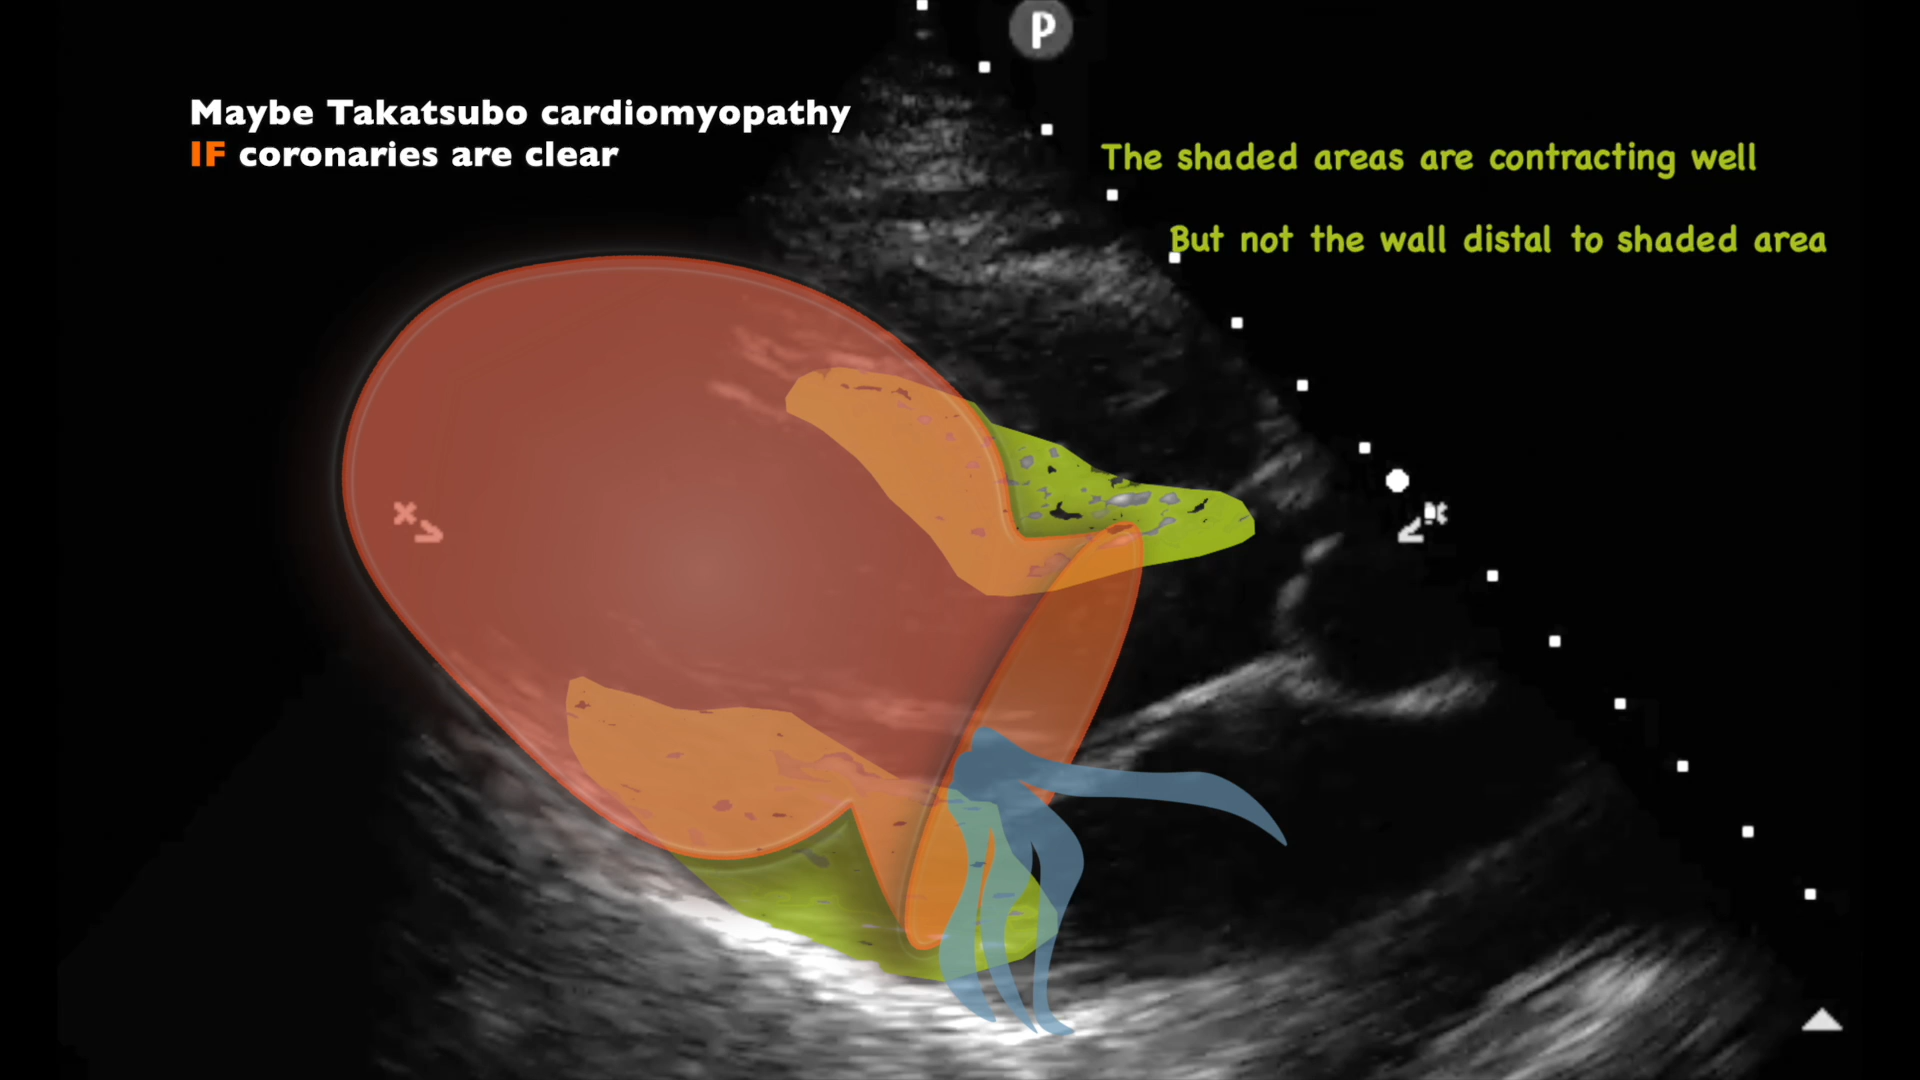 P
Maybe Takatsubo cardiomyopathy
IF coronaries are clear
The shaded areas are contracting well
But not the wall distal to shaded area